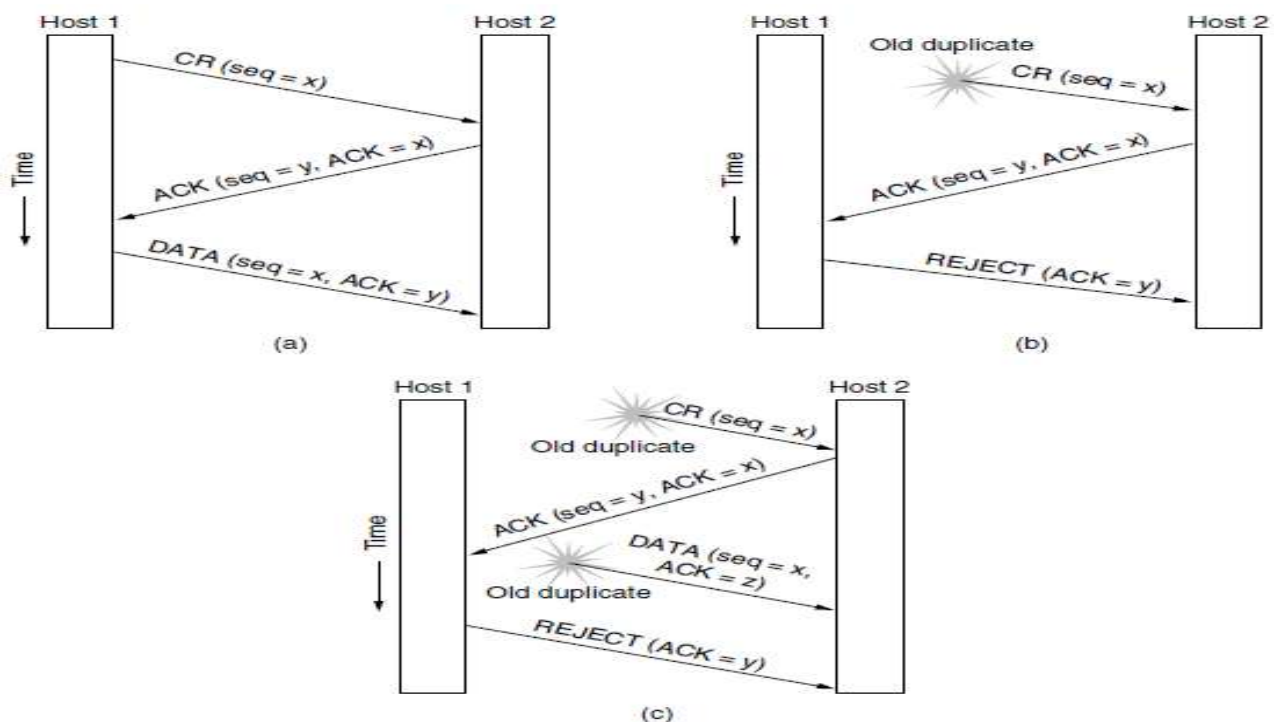 Host 1
Host 2
CR (seq = x)
ACK (seq = y, ACK = x)
DATA (seq = x, ACK = y)
Time
(a)
Host 1
Host 2
Old duplicate
CR (seq = x)
ACK (seq = y, ACK = x)
REJECT (ACK = y)
Time
(b)
Host 1
Host 2
CR (seq = x)
Old duplicate
ACK (seq = y, ACK = x)
DATA (seq = x,
ACK = z)
Old duplicate
REJECT (ACK = y)
Time
(c)